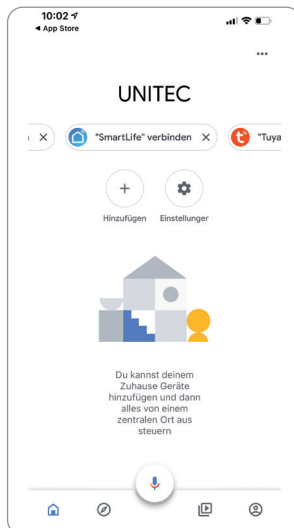 10:02
◀ App Store
UNITEC
"SmartLife" verbinden
"Tuya
Hinzufügen Einstellunger
Du kannst deinem
Zuhause Geräte
hinzufügen und dann
alles von einem
zentralen Ort aus
steuern